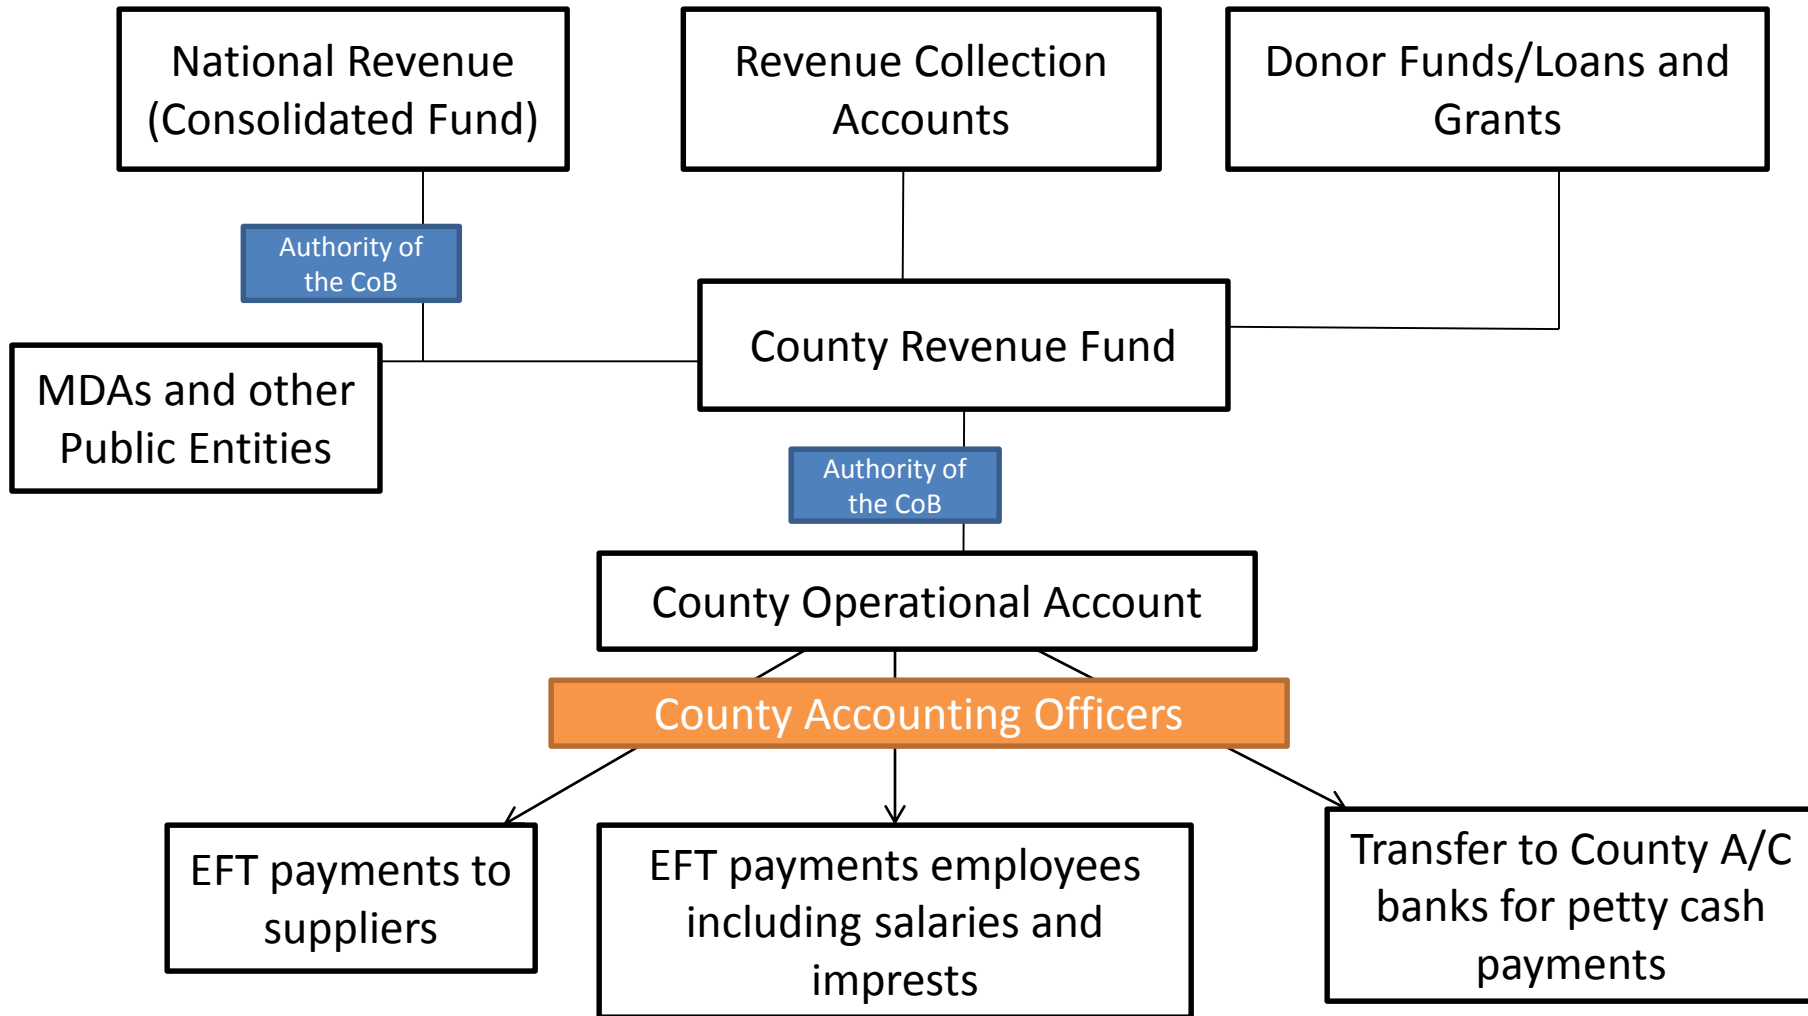 National Revenue
(Consolidated Fund)
Revenue Collection
Accounts
Donor Funds/Loans and
Grants
Authority of
the CoB
County Revenue Fund
MDAs and other
Public Entities
Authority of
the CoB
County Operational Account
County Accounting Officers
EFT payments to
suppliers
EFT payments employees
including salaries and
imprests
Transfer to County A/C
banks for petty cash
payments